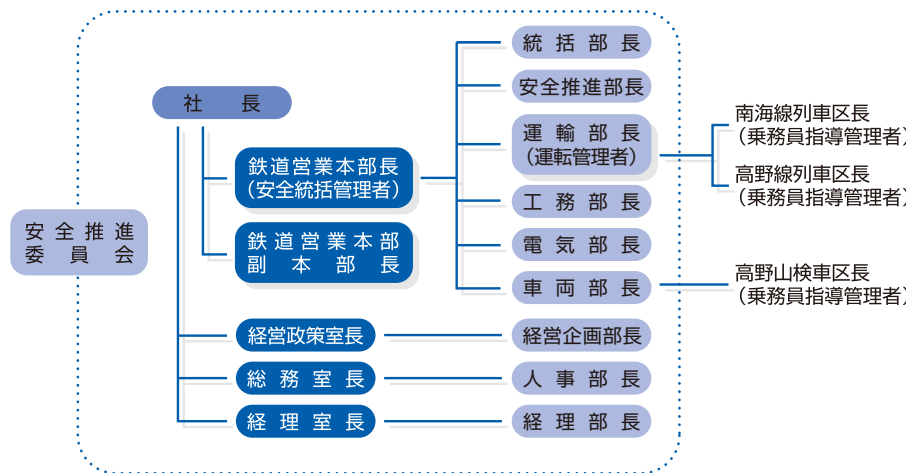 統括部長
安全推進部長
社長
運輸部長
（運転管理者）
南海線列車区長
（乗務員指導管理者）
鉄道営業本部長
（安全統括管理者）
高野線列車区長
（乗務員指導管理者）
工務部長
安全推進
委員会
鉄道営業本部
副本部長
電気部長
車両部長
高野山検車区長
（乗務員指導管理者）
経営政策室長
経営企画部長
総務室長
人事部長
経理室長
経理部長